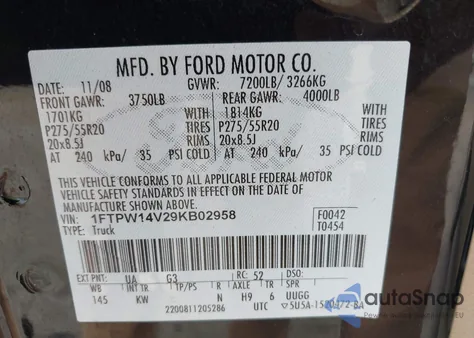 MFD. BY FORD MOTOR CO.
DATE: 11/08 GVWR: 7200LB/ 3266KG
FRONT GAWR: 3750LB REAR GAWR: 4000LB
1701KG WITH 1814KG WITH
P275/55R20 TIRES P275/55R20 TIRES
20x8.5J RIMS 20x8.5J RIMS
AT 240 kPa/ 35 PSI COLD AT 240 kPa/ 35 PSI COLD
THIS VEHICLE CONFORMS TO ALL APPLICABLE FEDERAL MOTOR
VEHICLE SAFETY STANDARDS IN EFFECT ON THE DATE OF
MANUFACTURE SHOWN ABOVE.
VIN: 1FTPW14V29KB02958 F0042
TYPE: Truck T0454
EXT PNT: UA G3 RC: 52 DSO:
WB INT TR TP/PS R AXLE TR SPR
145 KW N H9 6 UUGG
2200811205286 UTC
autoSnap